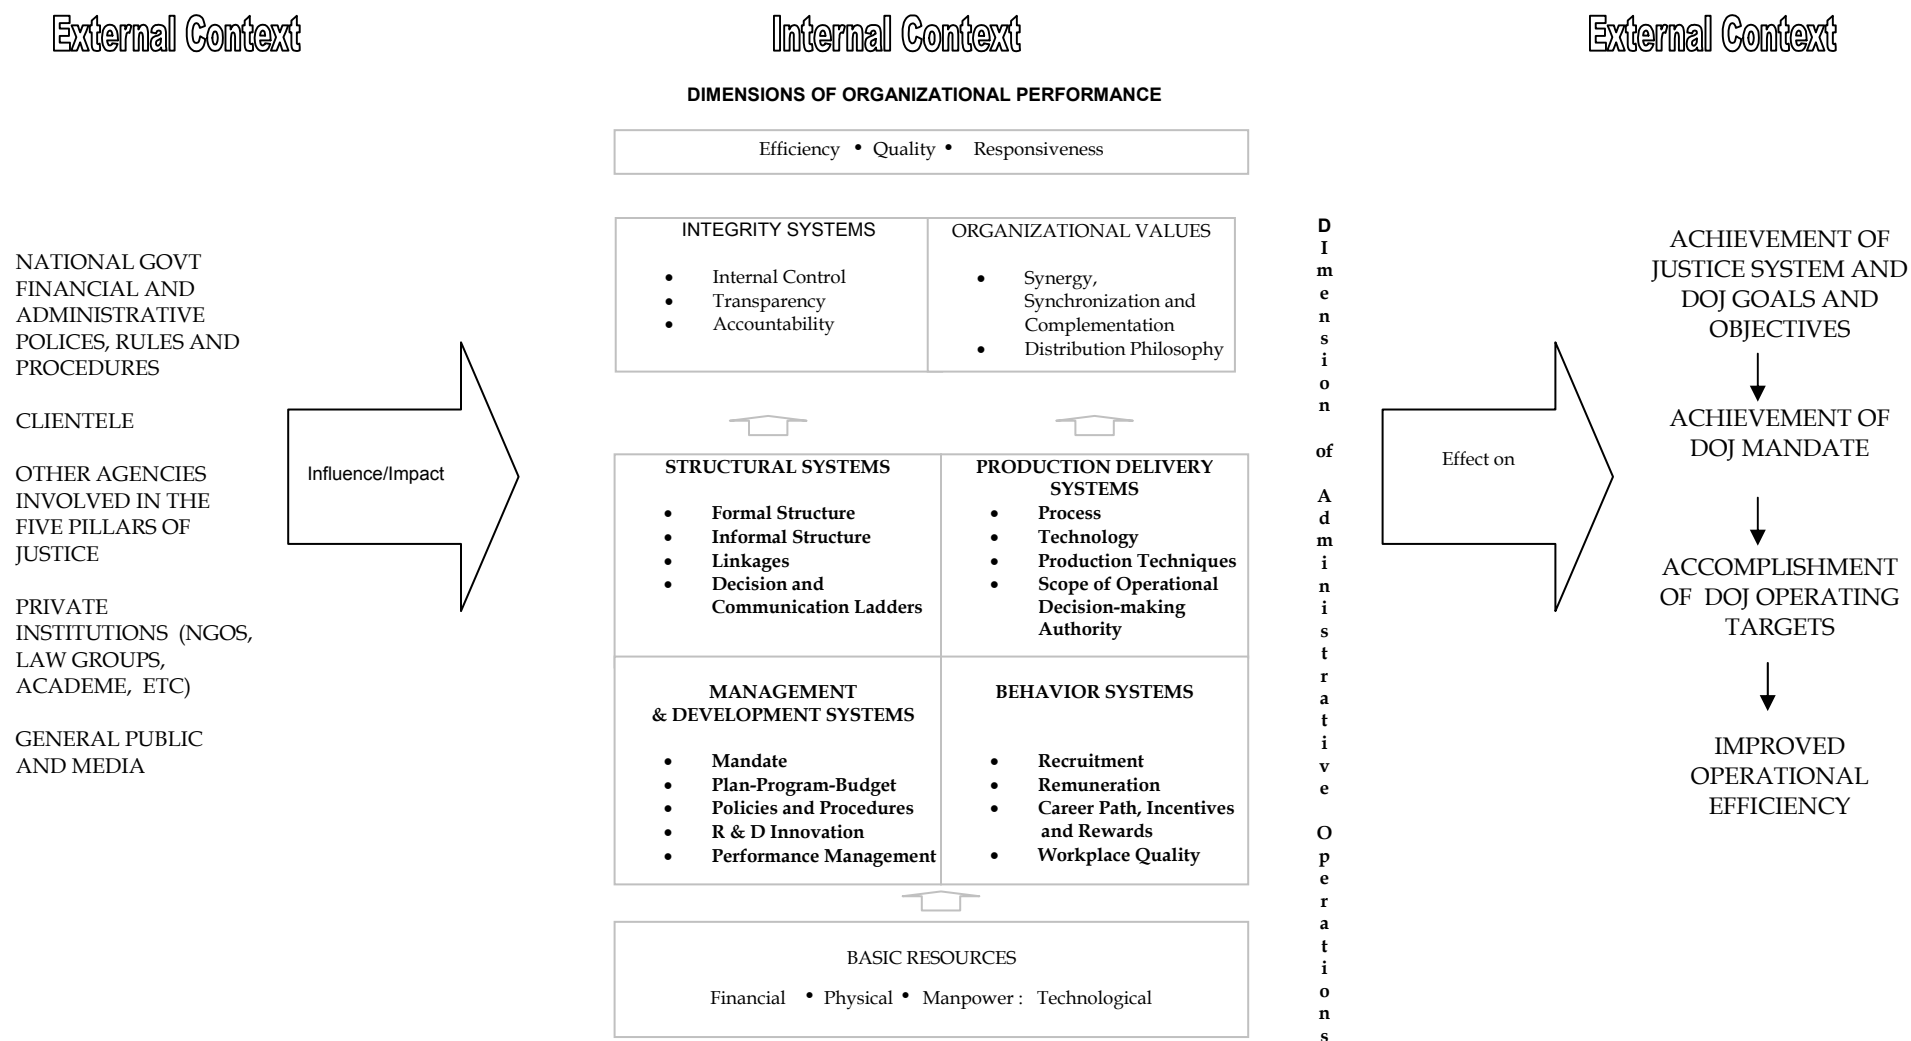 External Context
Internal Context
External Context
DIMENSIONS OF ORGANIZATIONAL PERFORMANCE
Efficiency • Quality • Responsiveness
NATIONAL GOVT
FINANCIAL AND
ADMINISTRATIVE
POLICES, RULES AND
PROCEDURES
CLIENTELE
OTHER AGENCIES
INVOLVED IN THE
FIVE PILLARS OF
JUSTICE
PRIVATE
INSTITUTIONS (NGOS,
LAW GROUPS,
ACADEME, ETC)
GENERAL PUBLIC
AND MEDIA
Influence/Impact
INTEGRITY SYSTEMS
• Internal Control
• Transparency
• Accountability
ORGANIZATIONAL VALUES
• Synergy,
Synchronization and
Complementation
• Distribution Philosophy
STRUCTURAL SYSTEMS
• Formal Structure
• Informal Structure
• Linkages
• Decision and
Communication Ladders
PRODUCTION DELIVERY
SYSTEMS
• Process
• Technology
• Production Techniques
• Scope of Operational
Decision-making
Authority
MANAGEMENT
& DEVELOPMENT SYSTEMS
• Mandate
• Plan-Program-Budget
• Policies and Procedures
• R & D Innovation
• Performance Management
BEHAVIOR SYSTEMS
• Recruitment
• Remuneration
• Career Path, Incentives
and Rewards
• Workplace Quality
BASIC RESOURCES
Financial • Physical • Manpower : Technological
DImension of Administrative Operations
Effect on
ACHIEVEMENT OF
JUSTICE SYSTEM AND
DOJ GOALS AND
OBJECTIVES
ACHIEVEMENT OF
DOJ MANDATE
ACCOMPLISHMENT
OF DOJ OPERATING
TARGETS
IMPROVED
OPERATIONAL
EFFICIENCY